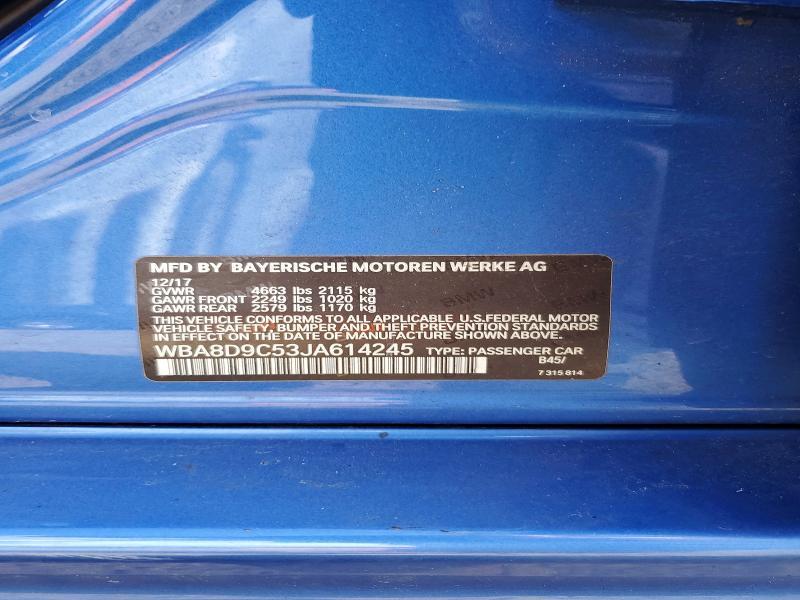 MFD BY BAYERISCHE MOTOREN WERKE AG
12/17
GVWR 4663 lbs 2115 kg
GAWR FRONT 2249 lbs 1020 kg
GAWR REAR 2579 lbs 1170 kg
THIS VEHICLE CONFORMS TO ALL APPLICABLE U.S.FEDERAL MOTOR
VEHICLE SAFETY, BUMPER AND THEFT PREVENTION STANDARDS
IN EFFECT ON THE DATE OF MANUFACTURE SHOWN ABOVE.
WBA8D9C53JA614245 TYPE: PASSENGER CAR
B45/
7 315 814